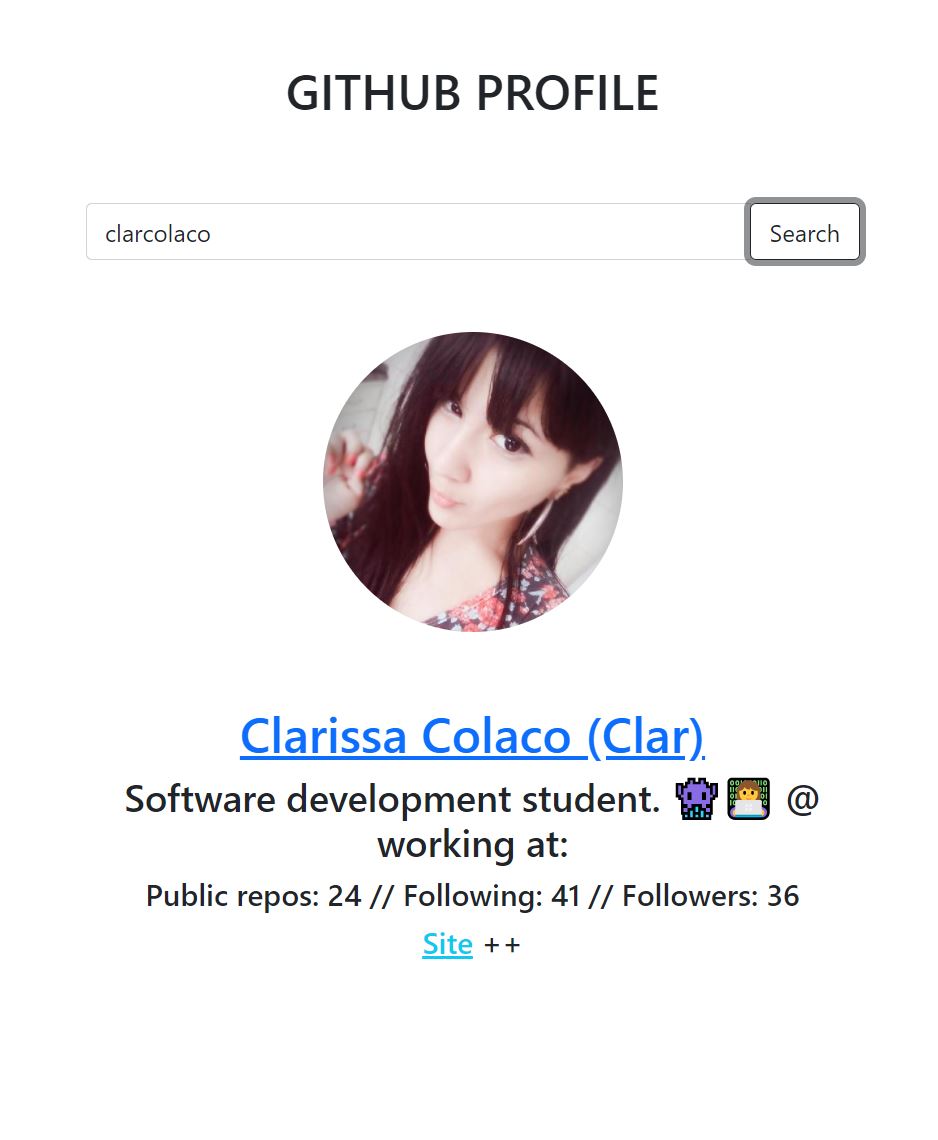 GITHUB PROFILE
clarcolaco
Search
Clarissa Colaco (Clar)
Software development student. 👾👩‍💻 @
working at:
Public repos: 24 // Following: 41 // Followers: 36
Site ++